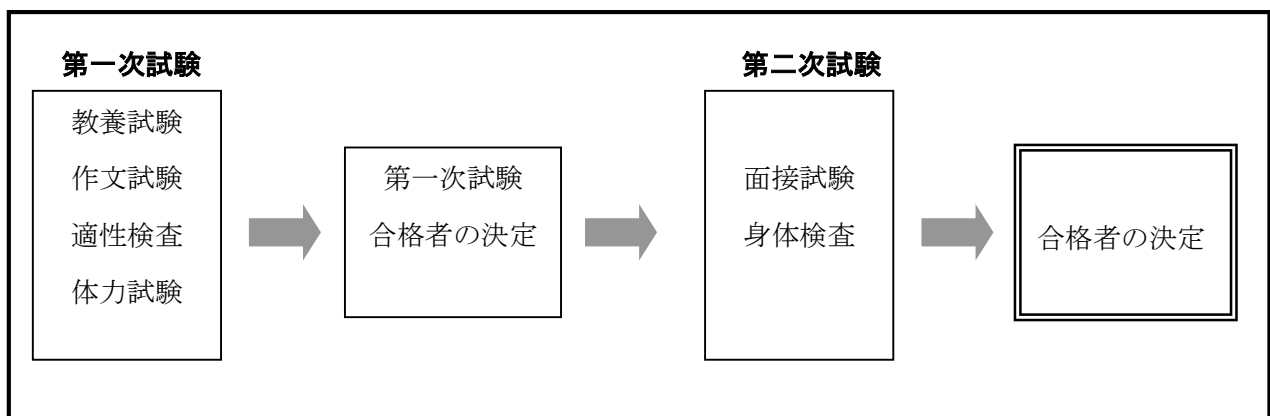 第一次試験
教養試験
作文試験
適性検査
体力試験
第一次試験
合格者の決定
第二次試験
面接試験
身体検査
合格者の決定